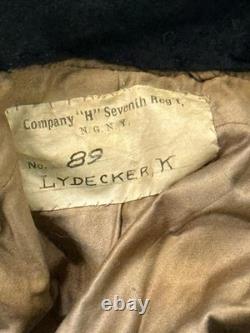 Company "H" Seventh Reg't,
N.G.N.Y.
No. 89
LYDECKER, K